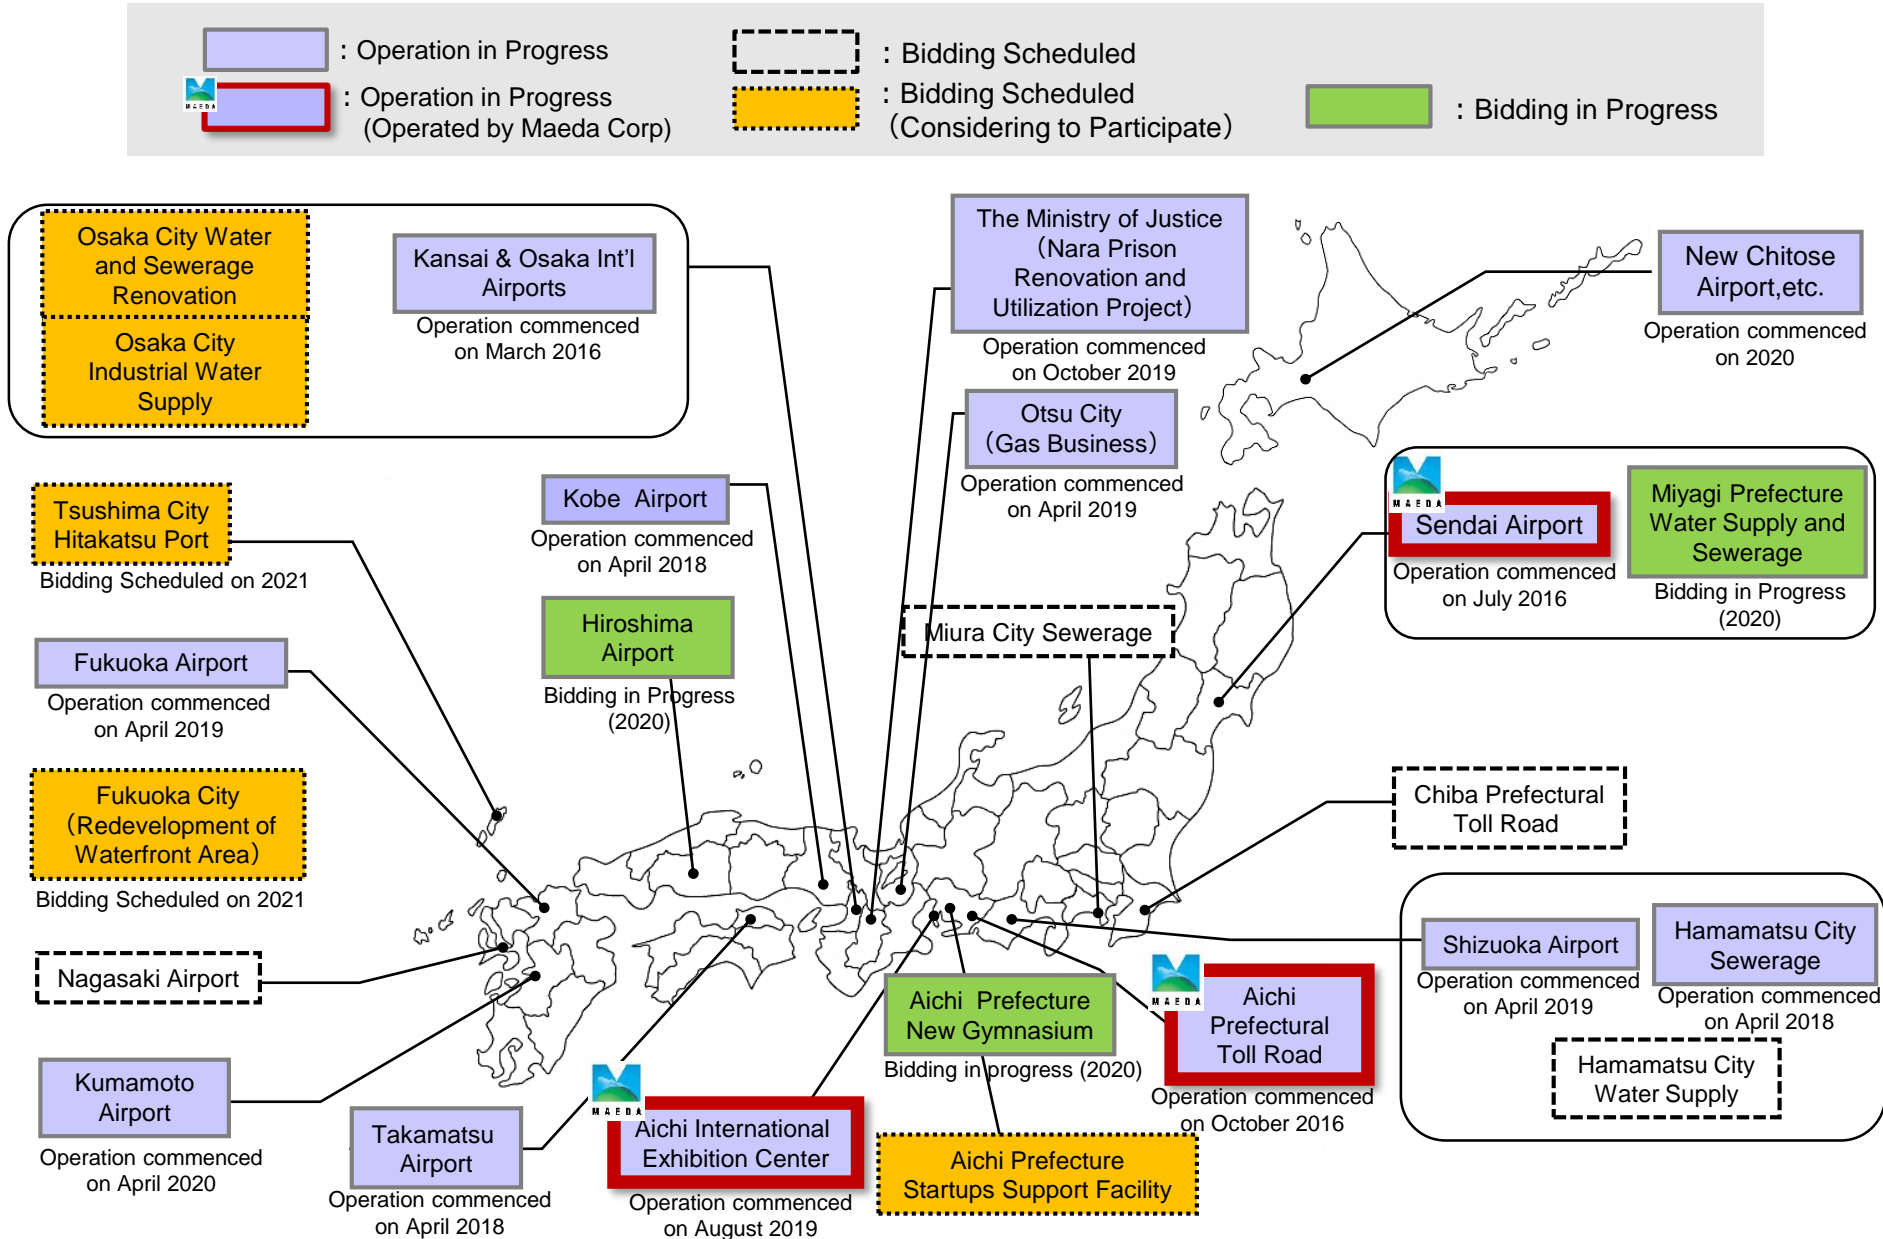 : Operation in Progress
: Bidding Scheduled
MAEDA
: Operation in Progress
(Operated by Maeda Corp)
: Bidding Scheduled
（Considering to Participate）
: Bidding in Progress
Osaka City Water
and Sewerage
Renovation
Osaka City
Industrial Water
Supply
Kansai & Osaka Int’l
Airports
Operation commenced
on March 2016
The Ministry of Justice
（Nara Prison
Renovation and
Utilization Project）
Operation commenced
on October 2019
New Chitose
Airport,etc.
Operation commenced
on 2020
Otsu City
（Gas Business）
Operation commenced
on April 2019
Tsushima City
Hitakatsu Port
Bidding Scheduled on 2021
Kobe Airport
Operation commenced
on April 2018
MAEDA
Sendai Airport
Operation commenced
on July 2016
Miyagi Prefecture
Water Supply and
Sewerage
Bidding in Progress
(2020)
Fukuoka Airport
Operation commenced
on April 2019
Hiroshima
Airport
Bidding in Progress
(2020)
Miura City Sewerage
Fukuoka City
（Redevelopment of
Waterfront Area）
Bidding Scheduled on 2021
Chiba Prefectural
Toll Road
Nagasaki Airport
Shizuoka Airport
Operation commenced
on April 2019
Hamamatsu City
Sewerage
Operation commenced
on April 2018
Hamamatsu City
Water Supply
Kumamoto
Airport
Operation commenced
on April 2020
Takamatsu
Airport
Operation commenced
on April 2018
MAEDA
Aichi International
Exhibition Center
Operation commenced
on August 2019
Aichi Prefecture
New Gymnasium
Bidding in progress (2020)
MAEDA
Aichi
Prefectural
Toll Road
Operation commenced
on October 2016
Aichi Prefecture
Startups Support Facility